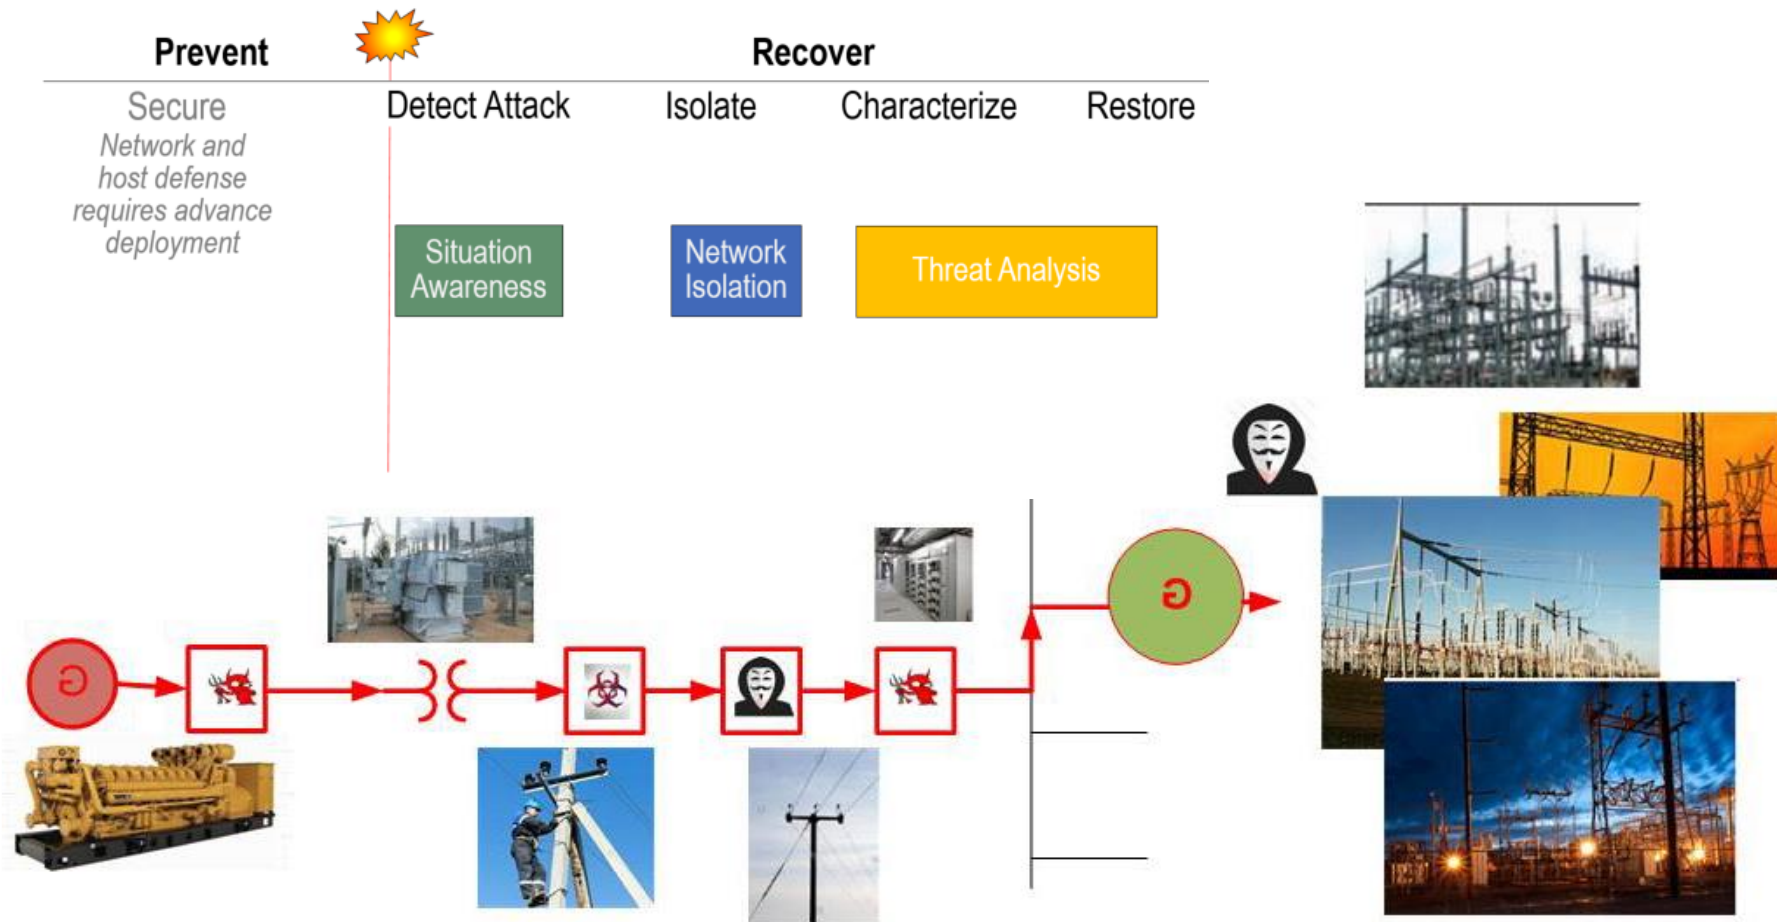 Prevent
Recover
Secure
Network and
host defense
requires advance
deployment
Detect Attack
Isolate
Characterize
Restore
Situation
Awareness
Network
Isolation
Threat Analysis
G
G